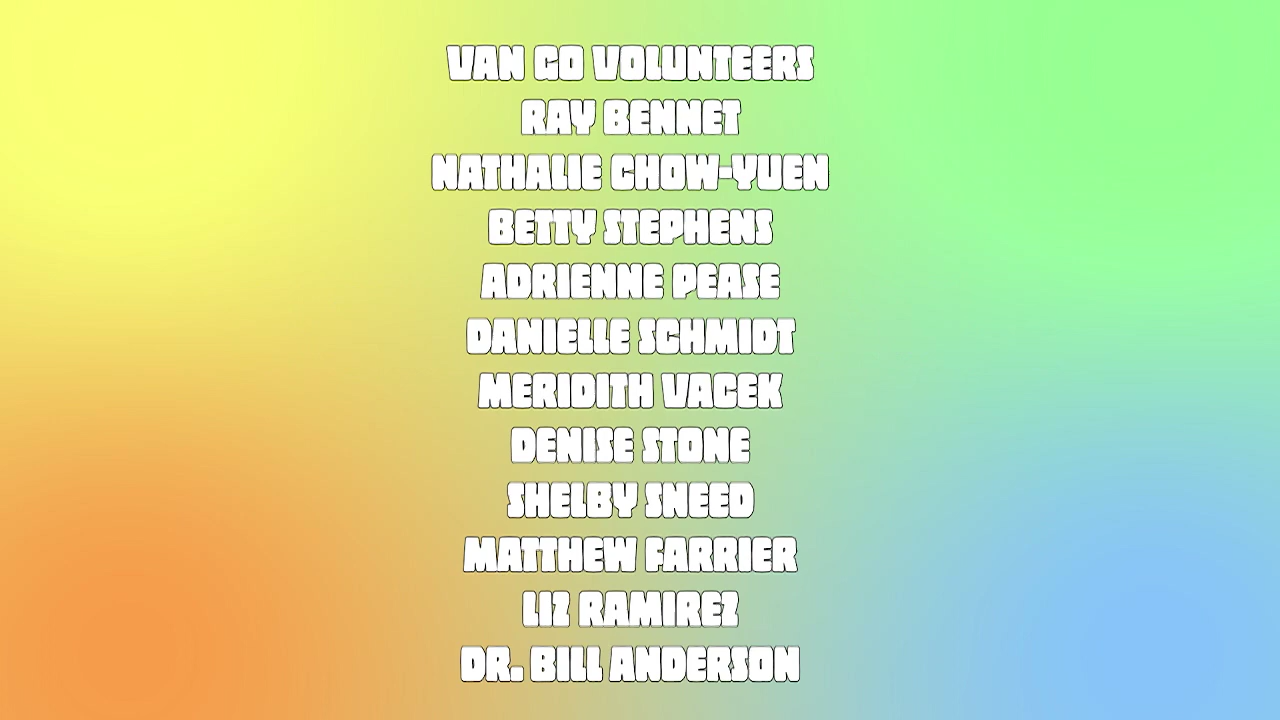 VAN GO VOLUNTEERS
RAY BENNET
NATHALIE CHOW-YUEN
BETTY STEPHENS
ADRIENNE PEASE
DANIELLE SCHMIDT
MERIDITH VACEK
DENISE STONE
SHELBY SNEED
MATTHEW FARRIER
LIZ RAMIREZ
DR. BILL ANDERSON